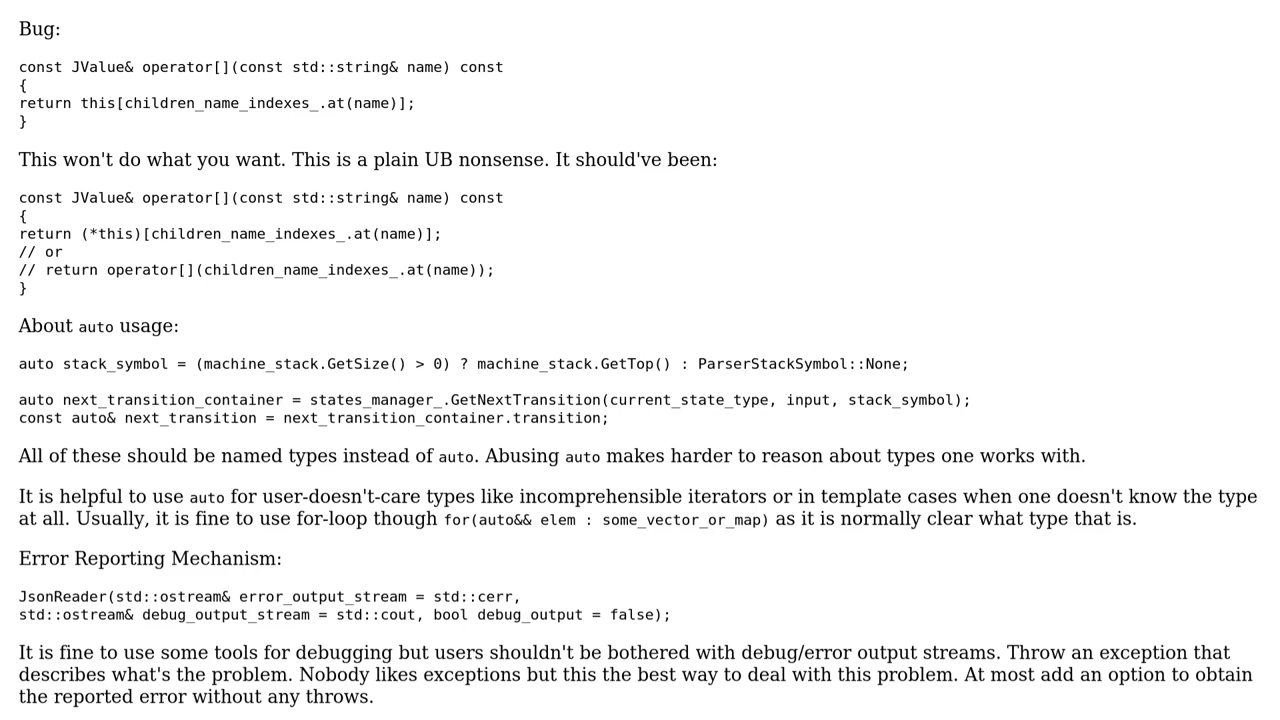 Bug:
const JValue& operator[](const std::string& name) const
{
return this[children_name_indexes_.at(name)];
}
This won't do what you want. This is a plain UB nonsense. It should've been:
const JValue& operator[](const std::string& name) const
{
return (*this)[children_name_indexes_.at(name)];
// or
// return operator[](children_name_indexes_.at(name));
}
About auto usage:
auto stack_symbol = (machine_stack.GetSize() > 0) ? machine_stack.GetTop() : ParserStackSymbol::None;
auto next_transition_container = states_manager_.GetNextTransition(current_state_type, input, stack_symbol);
const auto& next_transition = next_transition_container.transition;
All of these should be named types instead of auto. Abusing auto makes harder to reason about types one works with.
It is helpful to use auto for user-doesn't-care types like incomprehensible iterators or in template cases when one doesn't know the type
at all. Usually, it is fine to use for-loop though for(auto&& elem : some_vector_or_map) as it is normally clear what type that is.
Error Reporting Mechanism:
JsonReader(std::ostream& error_output_stream = std::cerr,
std::ostream& debug_output_stream = std::cout, bool debug_output = false);
It is fine to use some tools for debugging but users shouldn't be bothered with debug/error output streams. Throw an exception that
describes what's the problem. Nobody likes exceptions but this the best way to deal with this problem. At most add an option to obtain
the reported error without any throws.